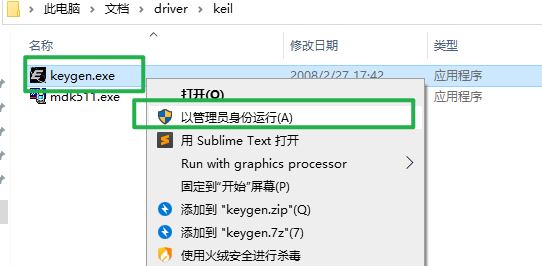 此电脑 › 文档 › driver › keil
名称 修改日期 类型
keygen.exe 2008/2/27 17:42 应用程序
mdk511.exe 应用程序
打开(O)
以管理员身份运行(A)
用 Sublime Text 打开
Run with graphics processor
固定到"开始"屏幕(P)
添加到 "keygen.zip"(Q)
添加到 "keygen.7z"(7)
使用火绒安全进行杀毒